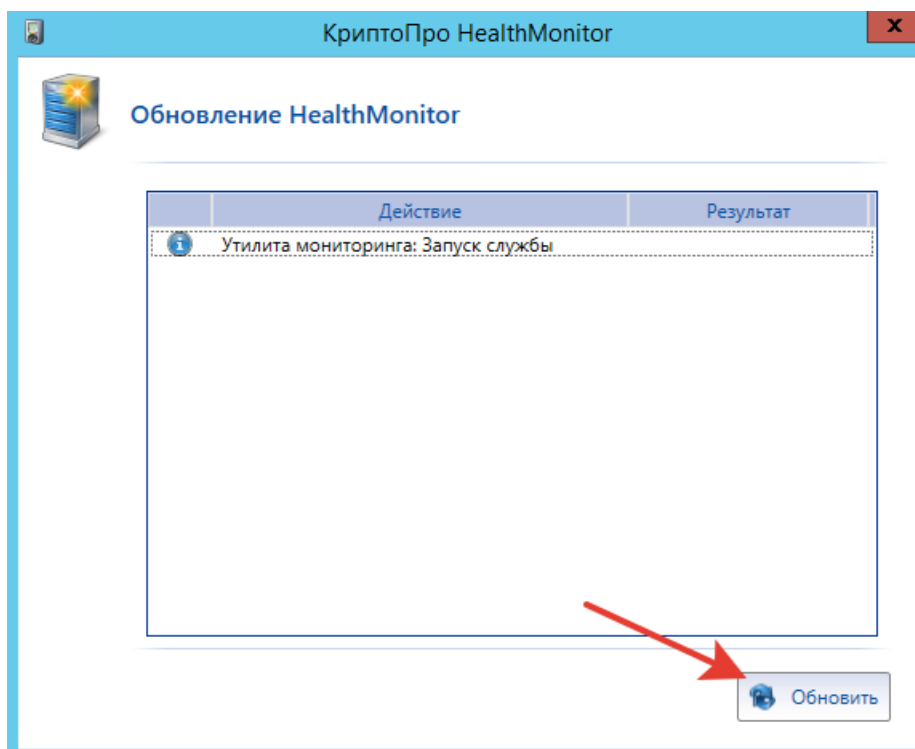 КриптоПро HealthMonitor
x
Обновление HealthMonitor
Действие Результат
Утилита мониторинга: Запуск службы
Обновить